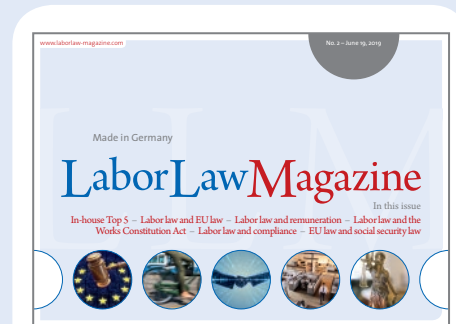 www.laborlaw-magazine.com
No. 2 – June 19, 2019
Made in Germany
LaborLawMagazine
In this issue
In-house Top 5 – Labor law and EU law – Labor law and remuneration – Labor law and the
Works Constitution Act – Labor law and compliance – EU law and social security law